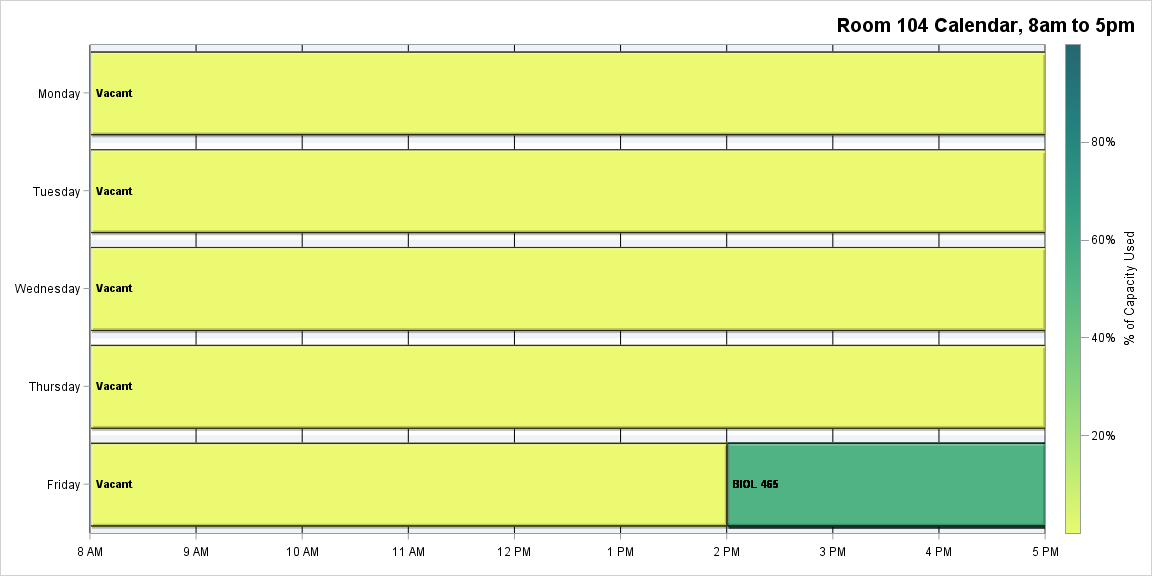 Room 104 Calendar, 8am to 5pm
Monday
Vacant
Tuesday
Vacant
Wednesday
Vacant
Thursday
Vacant
Friday
Vacant
BIOL 465
8 AM
9 AM
10 AM
11 AM
12 PM
1 PM
2 PM
3 PM
4 PM
5 PM
80%
60%
40%
20%
% of Capacity Used